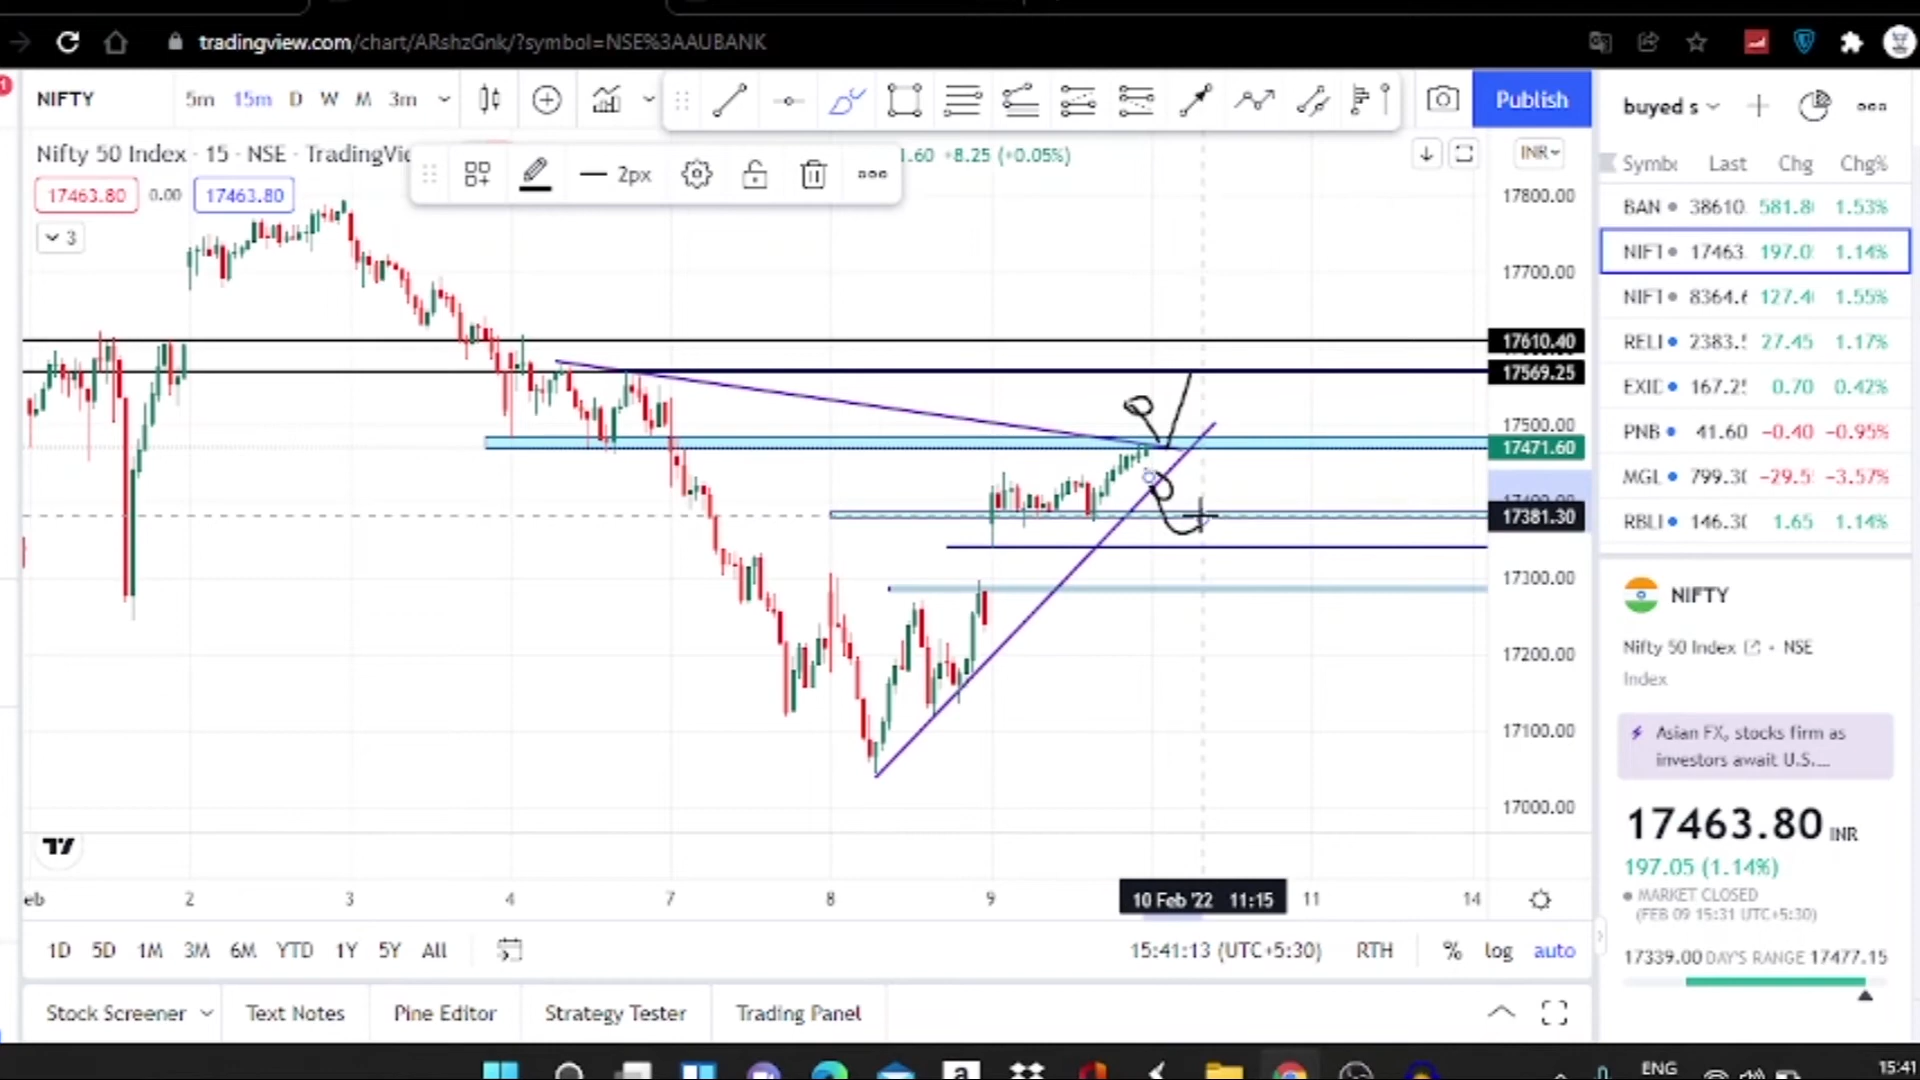 tradingview.com/chart/ARshzGnk/?symbol=NSE%3AAUBANK
NIFTY 5m 15m D W M 3m Publish buyed s
Nifty 50 Index · 15 · NSE · TradingVie 1.60 +8.25 (+0.05%) INR
17463.80 0.00 17463.80
3
2px
Symb Last Chg Chg%
BAN 38610. 581.8 1.53%
NIFT 17463. 197.0 1.14%
NIFT 8364.6 127.4 1.55%
RELI 2383. 27.45 1.17%
EXID 167.2 0.70 0.42%
PNB 41.60 −0.40 −0.95%
MGL 799.30 −29.5 −3.57%
RBLI 146.30 1.65 1.14%
17800.00
17700.00
17610.40
17569.25
17500.00
17471.60
17381.30
17300.00
17200.00
17100.00
17000.00
NIFTY
Nifty 50 Index · NSE
Index
Asian FX, stocks firm as
investors await U.S....
17463.80 INR
197.05 (1.14%)
MARKET CLOSED
(FEB 09 15:31 UTC+5:30)
17339.00 DAY'S RANGE 17477.15
eb 2 3 4 7 8 9 10 Feb '22 11:15 11 14
1D 5D 1M 3M 6M YTD 1Y 5Y All 15:41:13 (UTC+5:30) RTH % log auto
Stock Screener Text Notes Pine Editor Strategy Tester Trading Panel
ENG 15:41